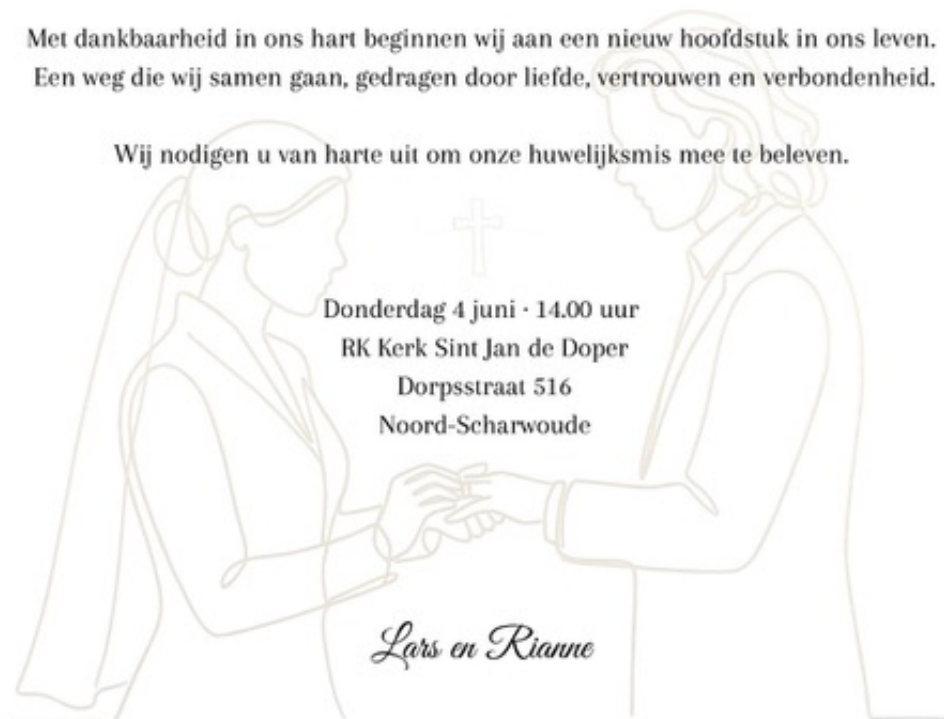 Met dankbaarheid in ons hart beginnen wij aan een nieuw hoofdstuk in ons leven.
Een weg die wij samen gaan, gedragen door liefde, vertrouwen en verbondenheid.
Wij nodigen u van harte uit om onze huwelijksmis mee te beleven.
Donderdag 4 juni · 14.00 uur
RK Kerk Sint Jan de Doper
Dorpsstraat 516
Noord-Scharwoude
Lars en Rianne